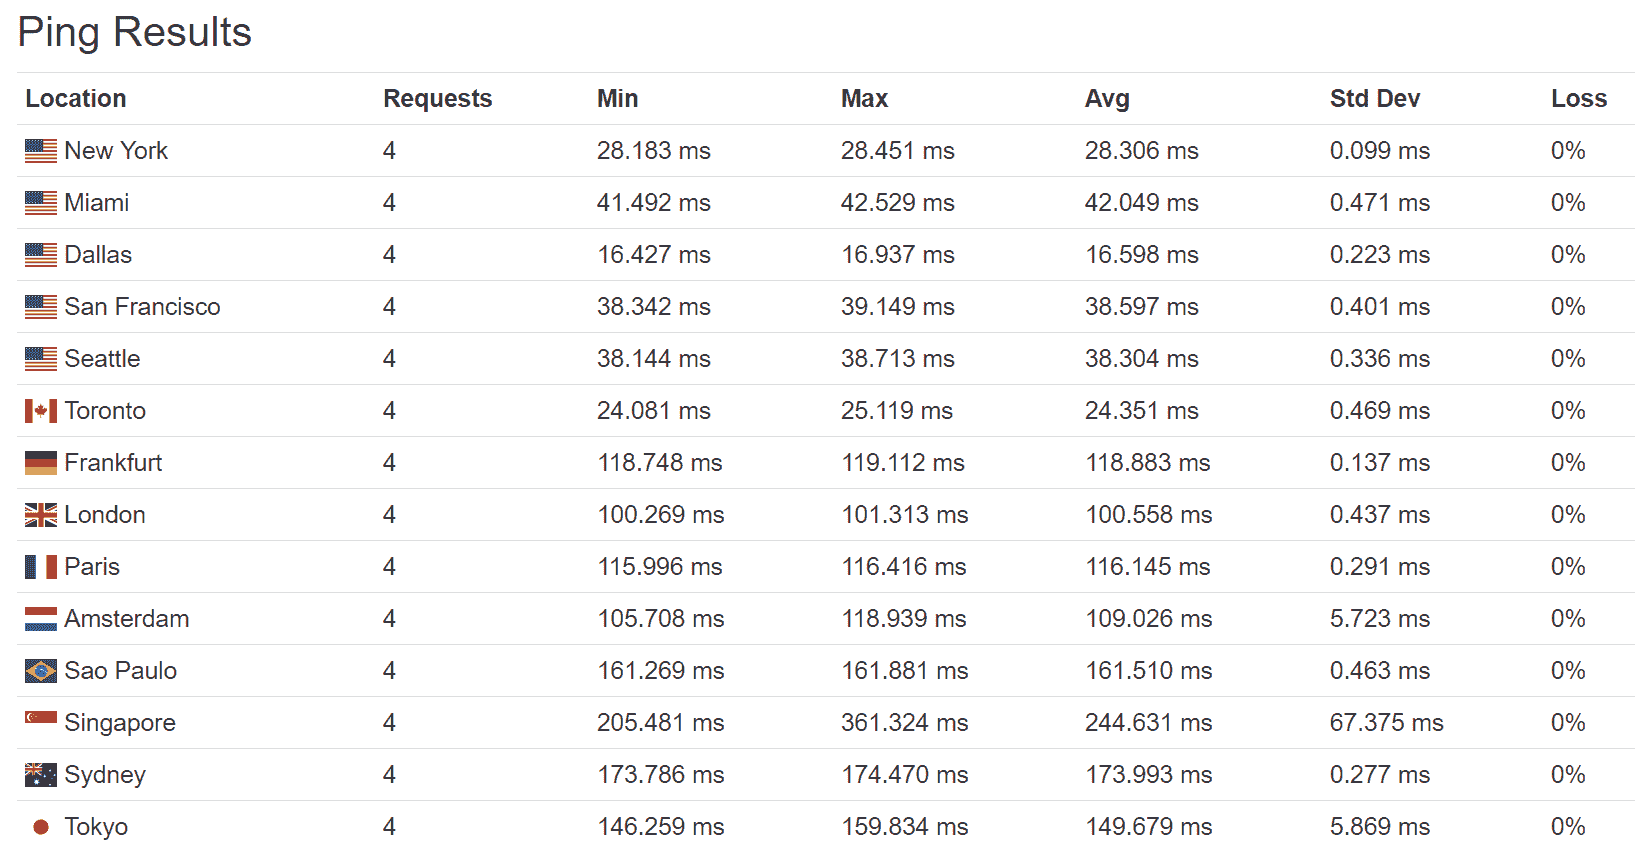 Ping Results
Location Requests Min Max Avg Std Dev Loss
New York 4 28.183 ms 28.451 ms 28.306 ms 0.099 ms 0%
Miami 4 41.492 ms 42.529 ms 42.049 ms 0.471 ms 0%
Dallas 4 16.427 ms 16.937 ms 16.598 ms 0.223 ms 0%
San Francisco 4 38.342 ms 39.149 ms 38.597 ms 0.401 ms 0%
Seattle 4 38.144 ms 38.713 ms 38.304 ms 0.336 ms 0%
Toronto 4 24.081 ms 25.119 ms 24.351 ms 0.469 ms 0%
Frankfurt 4 118.748 ms 119.112 ms 118.883 ms 0.137 ms 0%
London 4 100.269 ms 101.313 ms 100.558 ms 0.437 ms 0%
Paris 4 115.996 ms 116.416 ms 116.145 ms 0.291 ms 0%
Amsterdam 4 105.708 ms 118.939 ms 109.026 ms 5.723 ms 0%
Sao Paulo 4 161.269 ms 161.881 ms 161.510 ms 0.463 ms 0%
Singapore 4 205.481 ms 361.324 ms 244.631 ms 67.375 ms 0%
Sydney 4 173.786 ms 174.470 ms 173.993 ms 0.277 ms 0%
Tokyo 4 146.259 ms 159.834 ms 149.679 ms 5.869 ms 0%